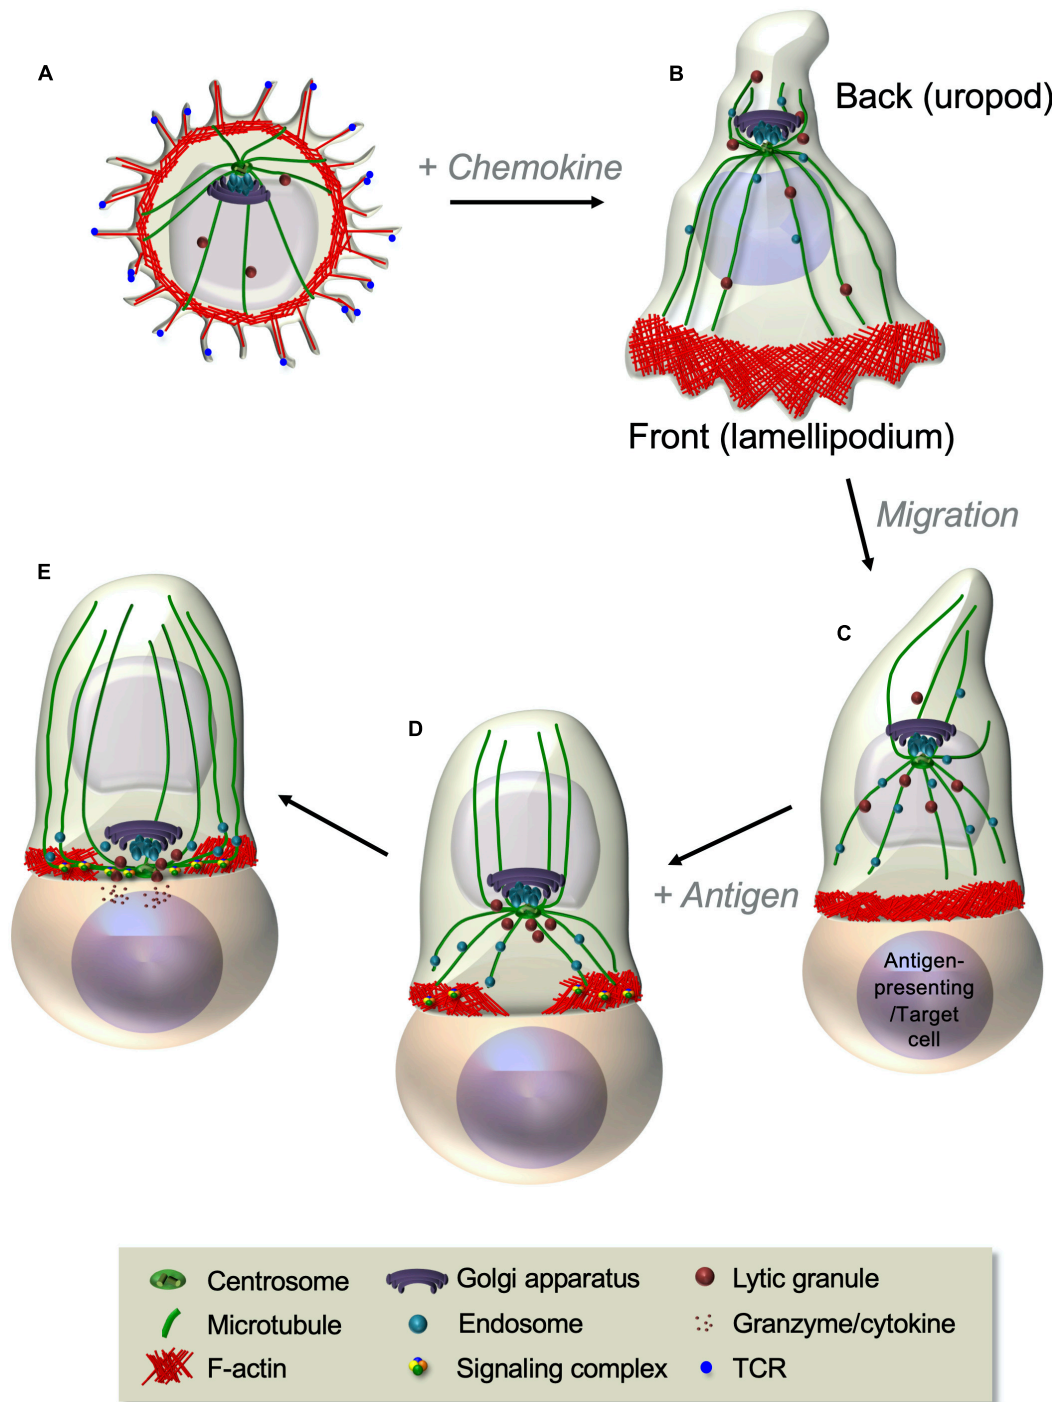 A
+ Chemokine
B
Back (uropod)
Front (lamellipodium)
Migration
E
C
D
+ Antigen
Antigen-
presenting
/Target
cell
Centrosome
Golgi apparatus
Lytic granule
Microtubule
Endosome
Granzyme/cytokine
F-actin
Signaling complex
TCR